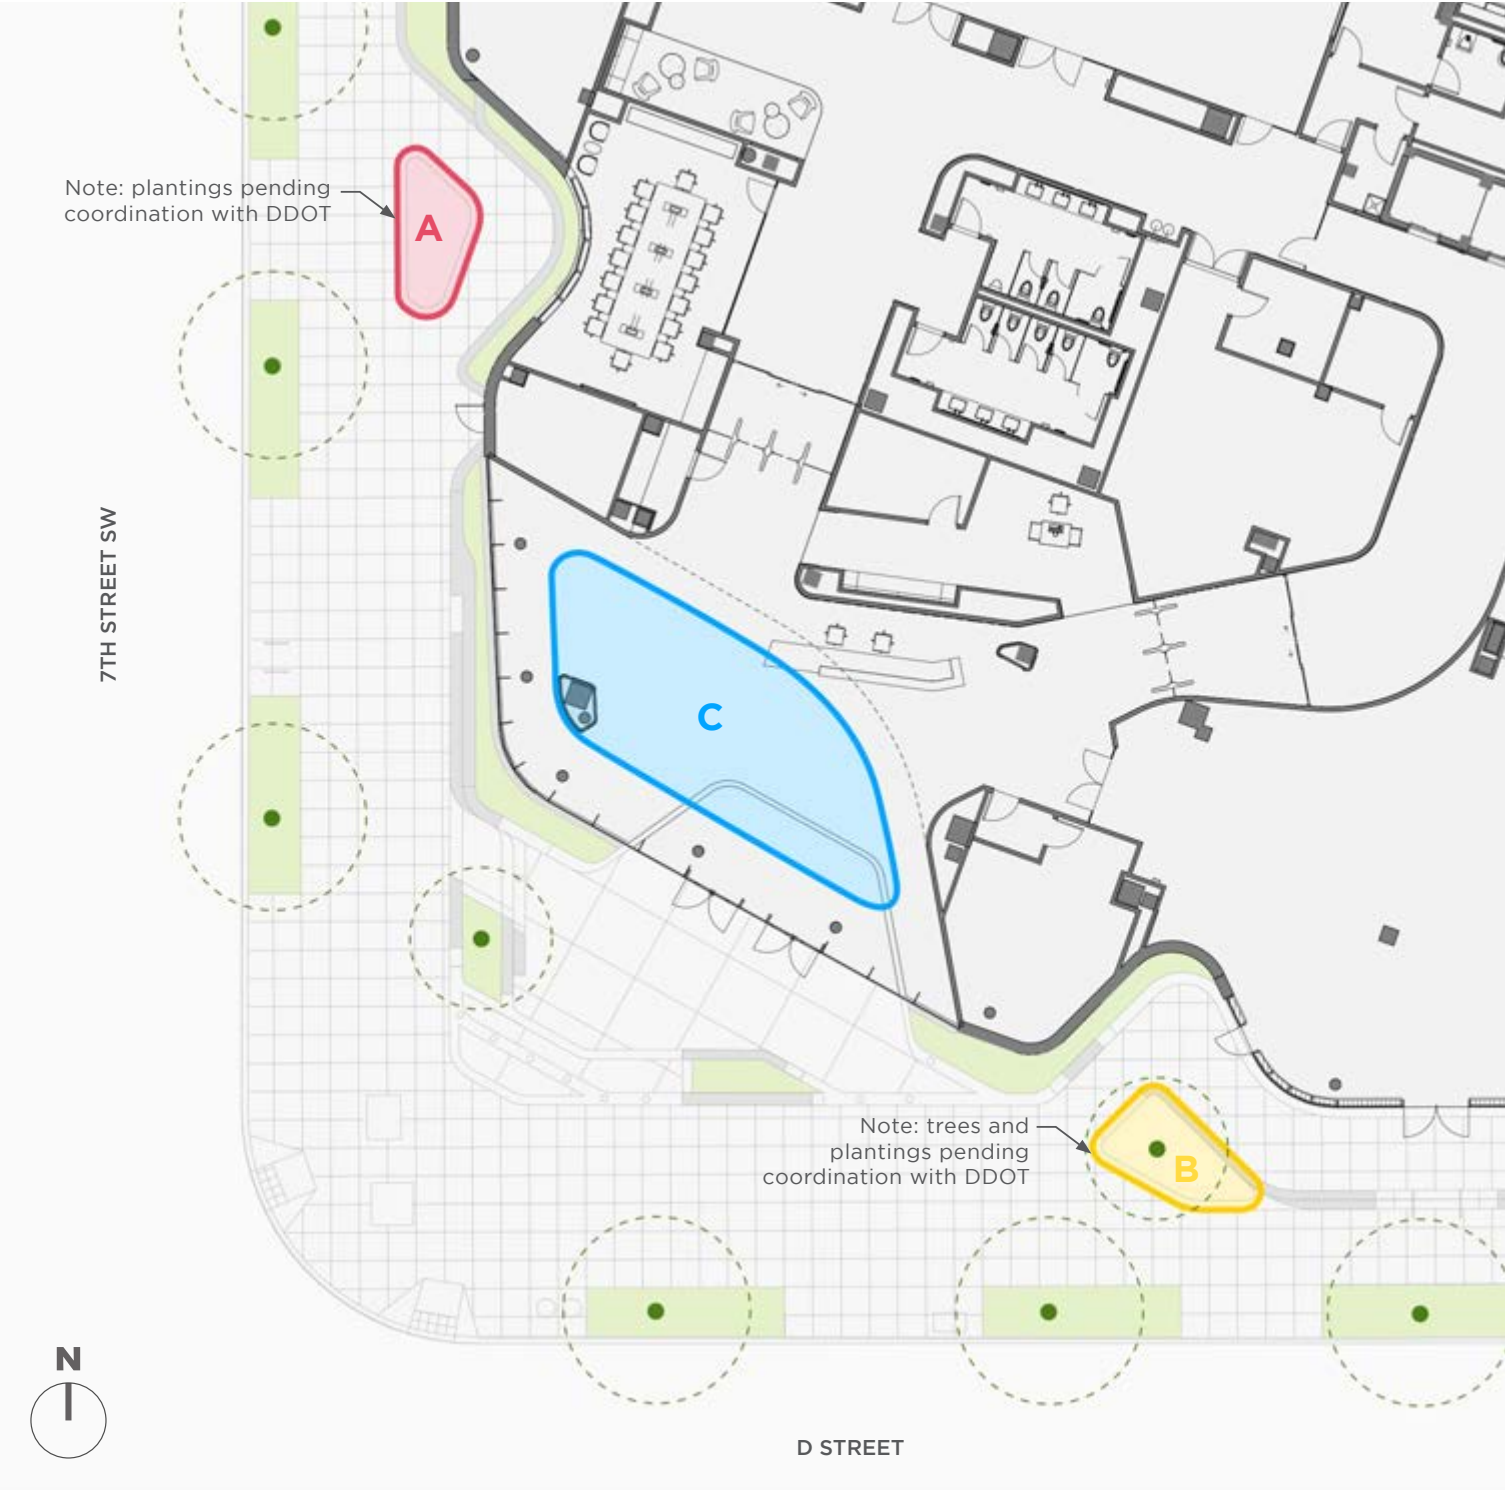 Note: plantings pending
coordination with DDOT
A
7TH STREET SW
C
Note: trees and
plantings pending
coordination with DDOT
B
N
D STREET